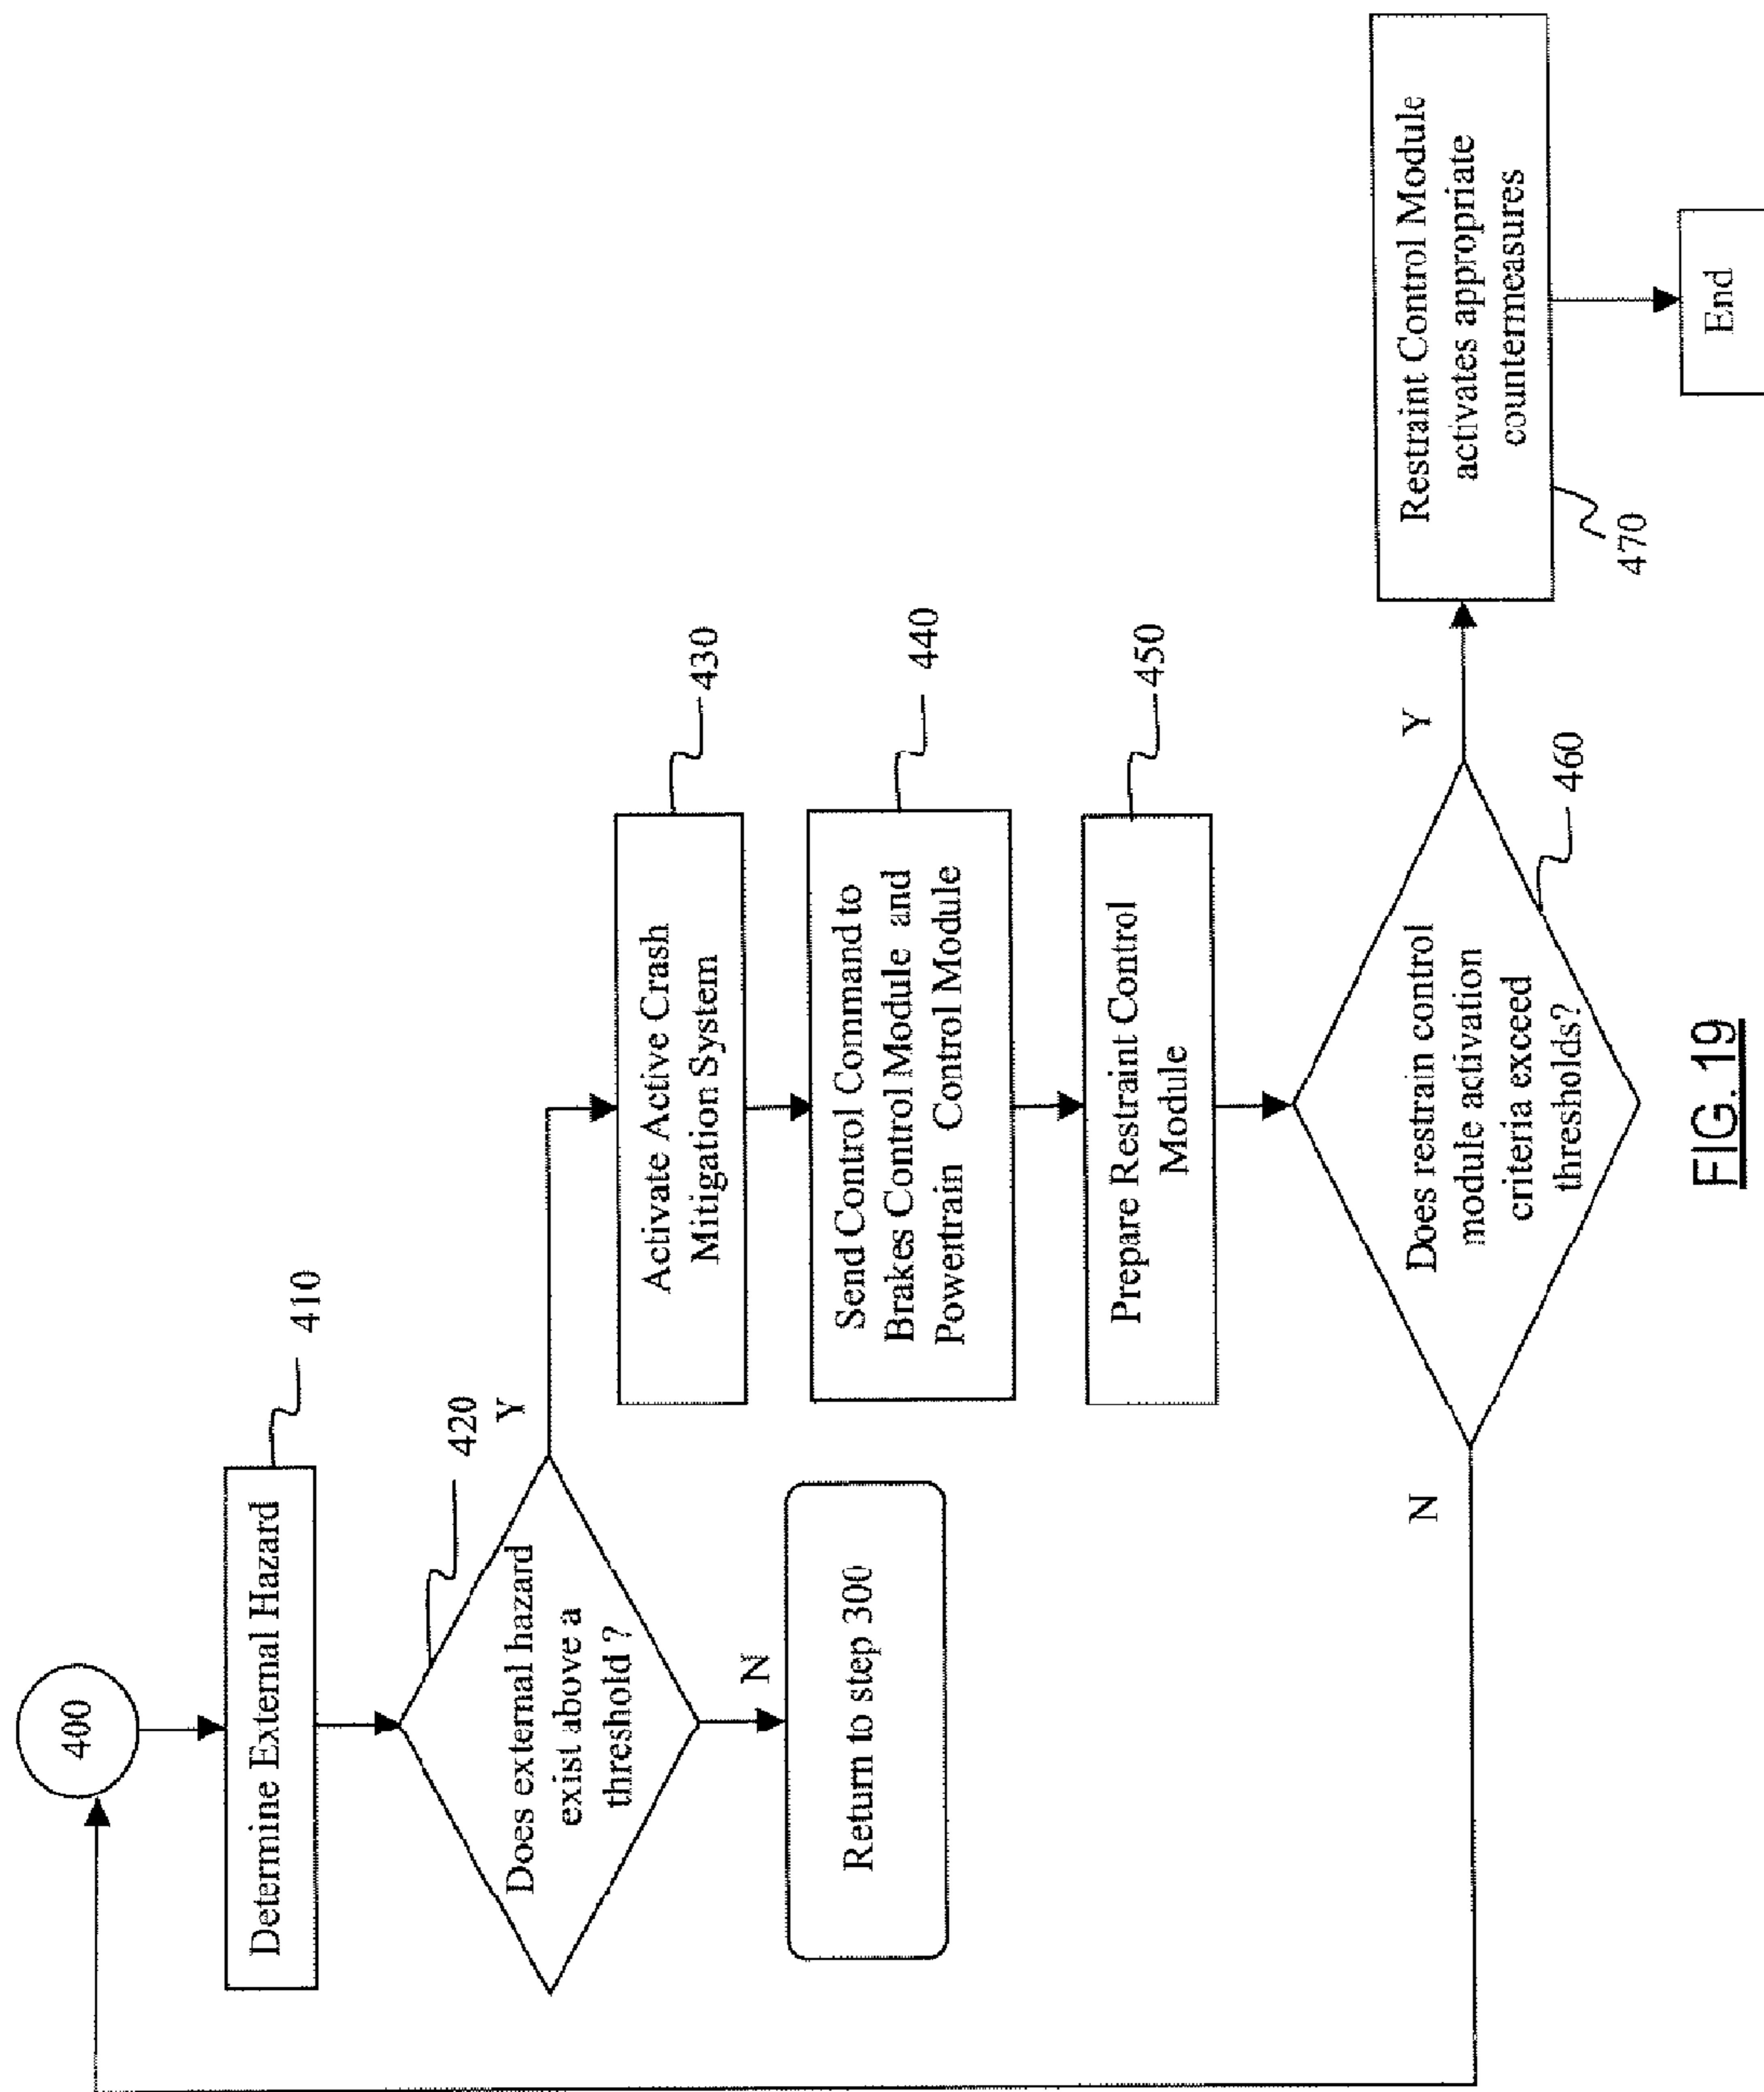 400
Determine External Hazard
410
Does external hazard
exist above a
threshold ?
420
Y
N
Return to step 300
Activate Active Crash
Mitigation System
430
Send Control Command to
Brakes Control Module and
Powertrain Control Module
440
Prepare Restraint Control
Module
450
Does restrain control
module activation
criteria exceed
thresholds?
460
N
Y
Restraint Control Module
activates appropriate
countermeasures
470
End
FIG.19